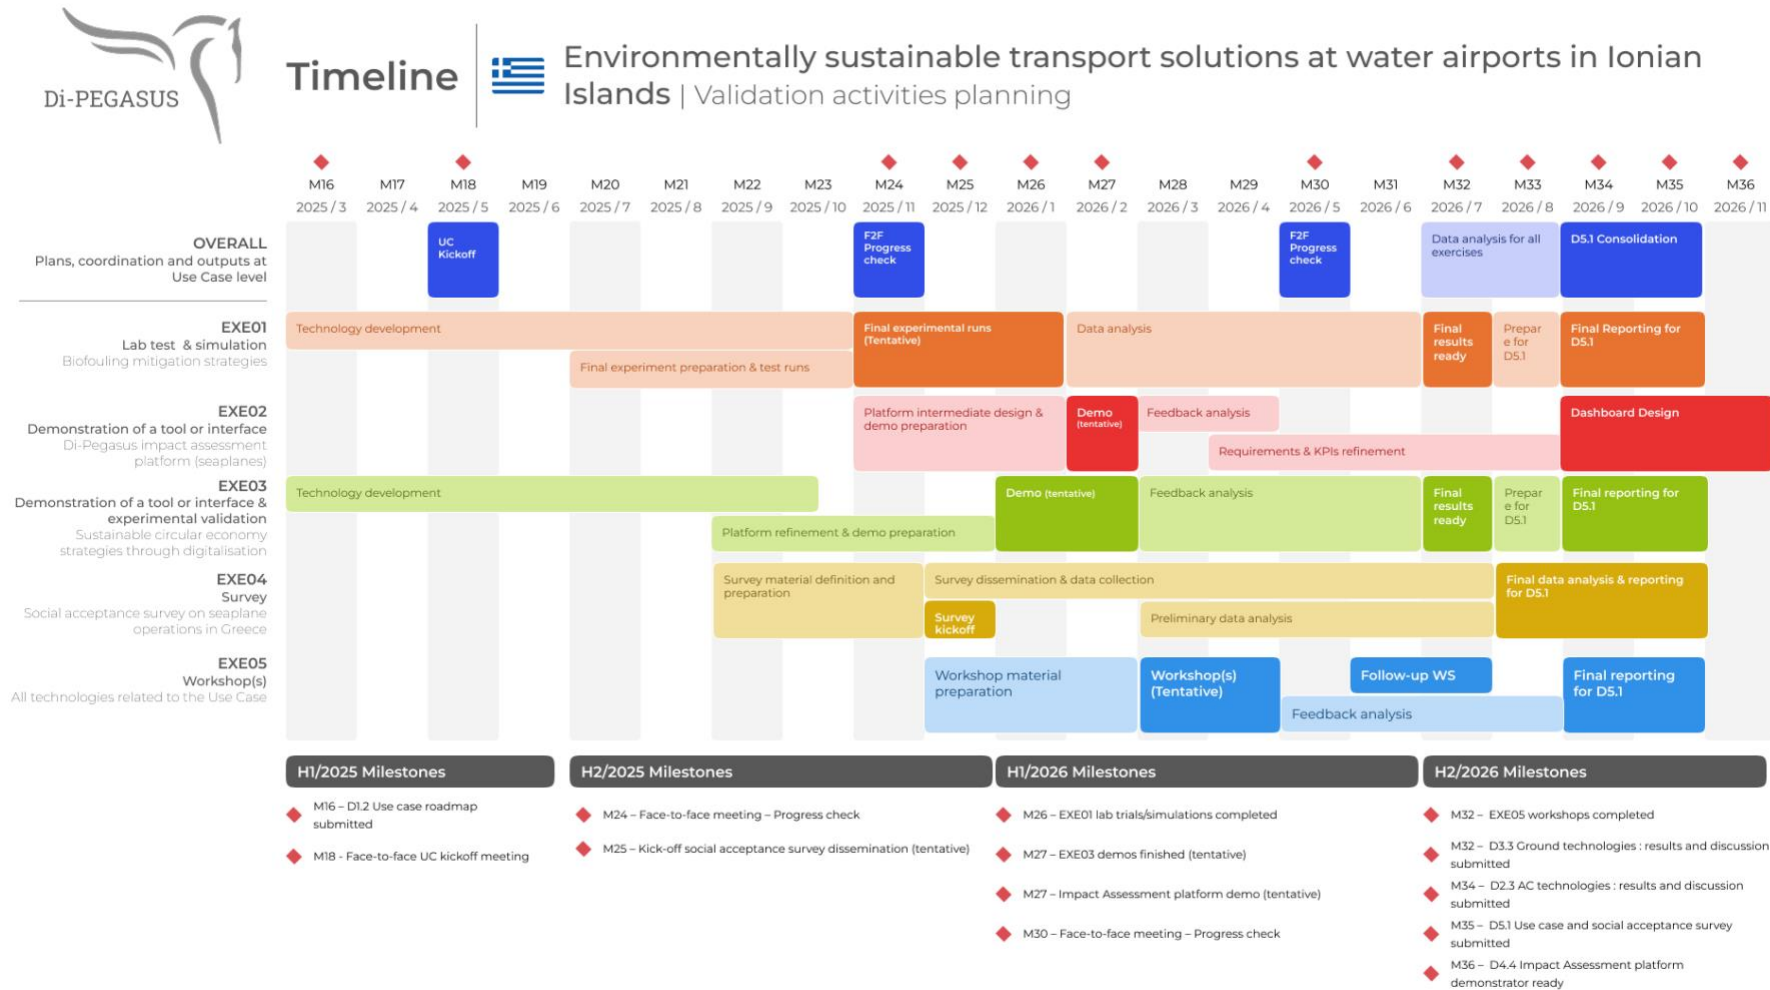 Di-PEGASUS
Timeline
Environmentally sustainable transport solutions at water airports in Ionian
Islands | Validation activities planning
M16 M17 M18 M19 M20 M21 M22 M23 M24 M25 M26 M27 M28 M29 M30 M31 M32 M33 M34 M35 M36
2025 / 3 2025 / 4 2025 / 5 2025 / 6 2025 / 7 2025 / 8 2025 / 9 2025 / 10 2025 / 11 2025 / 12 2026 / 1 2026 / 2 2026 / 3 2026 / 4 2026 / 5 2026 / 6 2026 / 7 2026 / 8 2026 / 9 2026 / 10 2026 / 11
OVERALL
Plans, coordination and outputs at
Use Case level
UC
Kickoff
F2F
Progress
check
F2F
Progress
check
Data analysis for all
exercises
D5.1 Consolidation
EXE01
Lab test & simulation
Biofouling mitigation strategies
Technology development
Final experiment preparation & test runs
Final experimental runs
(Tentative)
Data analysis
Final
results
ready
Prepar
e for
D5.1
Final Reporting for
D5.1
EXE02
Demonstration of a tool or interface
Di-Pegasus impact assessment
platform (seaplanes)
Platform intermediate design &
demo preparation
Demo
(tentative)
Feedback analysis
Requirements & KPIs refinement
Dashboard Design
EXE03
Demonstration of a tool or interface &
experimental validation
Sustainable circular economy
strategies through digitalisation
Technology development
Platform refinement & demo preparation
Demo (tentative)
Feedback analysis
Final
results
ready
Prepar
e for
D5.1
Final reporting for
D5.1
EXE04
Survey
Social acceptance survey on seaplane
operations in Greece
Survey material definition and
preparation
Survey dissemination & data collection
Survey
kickoff
Preliminary data analysis
Final data analysis & reporting
for D5.1
EXE05
Workshop(s)
All technologies related to the Use Case
Workshop material
preparation
Workshop(s)
(Tentative)
Follow-up WS
Feedback analysis
Final reporting
for D5.1
H1/2025 Milestones
M16 – D1.2 Use case roadmap
submitted
M18 - Face-to-face UC kickoff meeting
H2/2025 Milestones
M24 – Face-to-face meeting – Progress check
M25 – Kick-off social acceptance survey dissemination (tentative)
H1/2026 Milestones
M26 – EXE01 lab trials/simulations completed
M27 – EXE03 demos finished (tentative)
M27 – Impact Assessment platform demo (tentative)
M30 – Face-to-face meeting – Progress check
H2/2026 Milestones
M32 – EXE05 workshops completed
M32 – D3.3 Ground technologies : results and discussion
submitted
M34 – D2.3 AC technologies : results and discussion
submitted
M35 – D5.1 Use case and social acceptance survey
submitted
M36 – D4.4 Impact Assessment platform
demonstrator ready